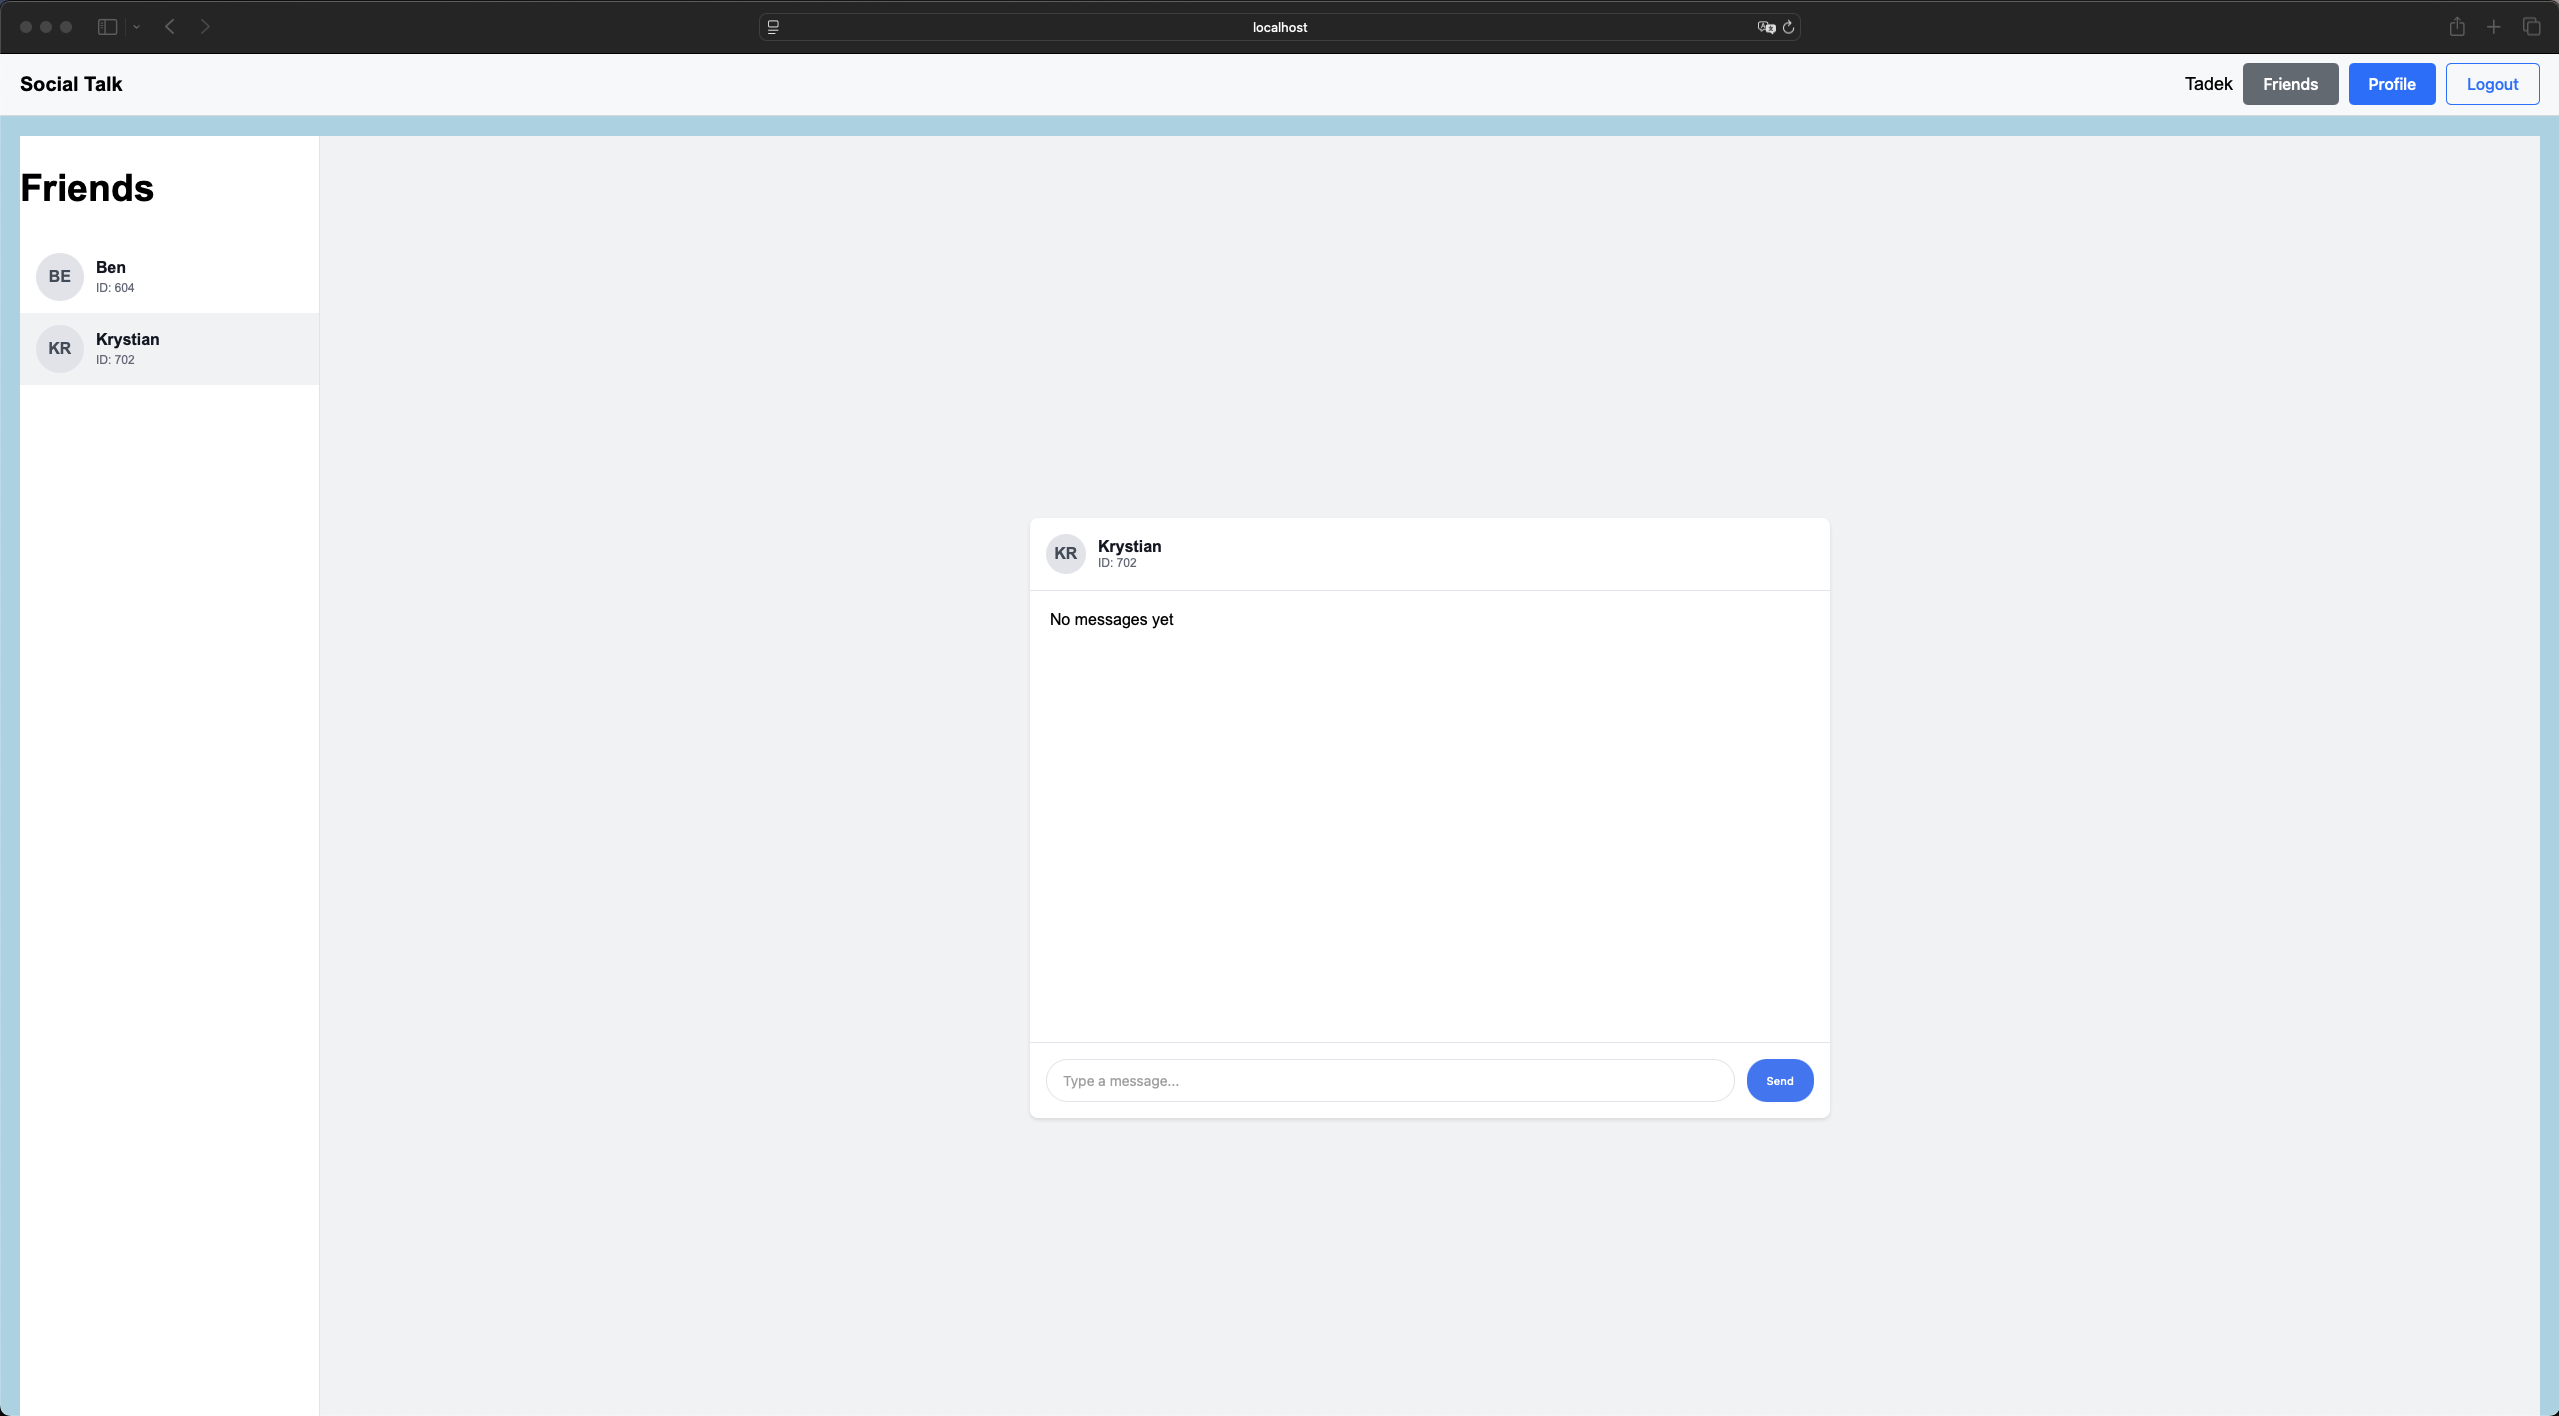 localhost
Social Talk
Tadek
Friends
Profile
Logout
Friends
BE
Ben
ID: 604
KR
Krystian
ID: 702
KR
Krystian
ID: 702
No messages yet
Type a message...
Send